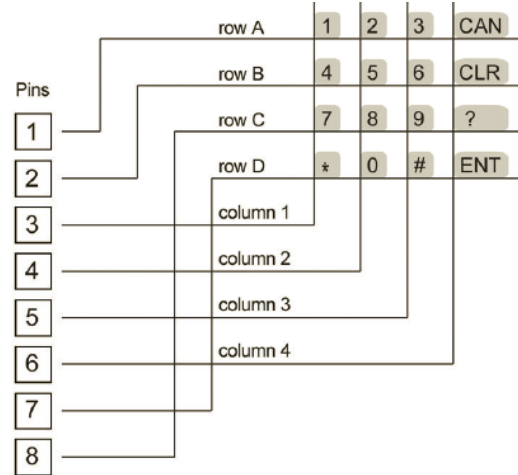 row A 1 2 3 CAN
row B 4 5 6 CLR
Pins
row C 7 8 9 ?
1
row D * 0 # ENT
2
column 1
3
column 2
4
column 3
5
column 4
6
7
8